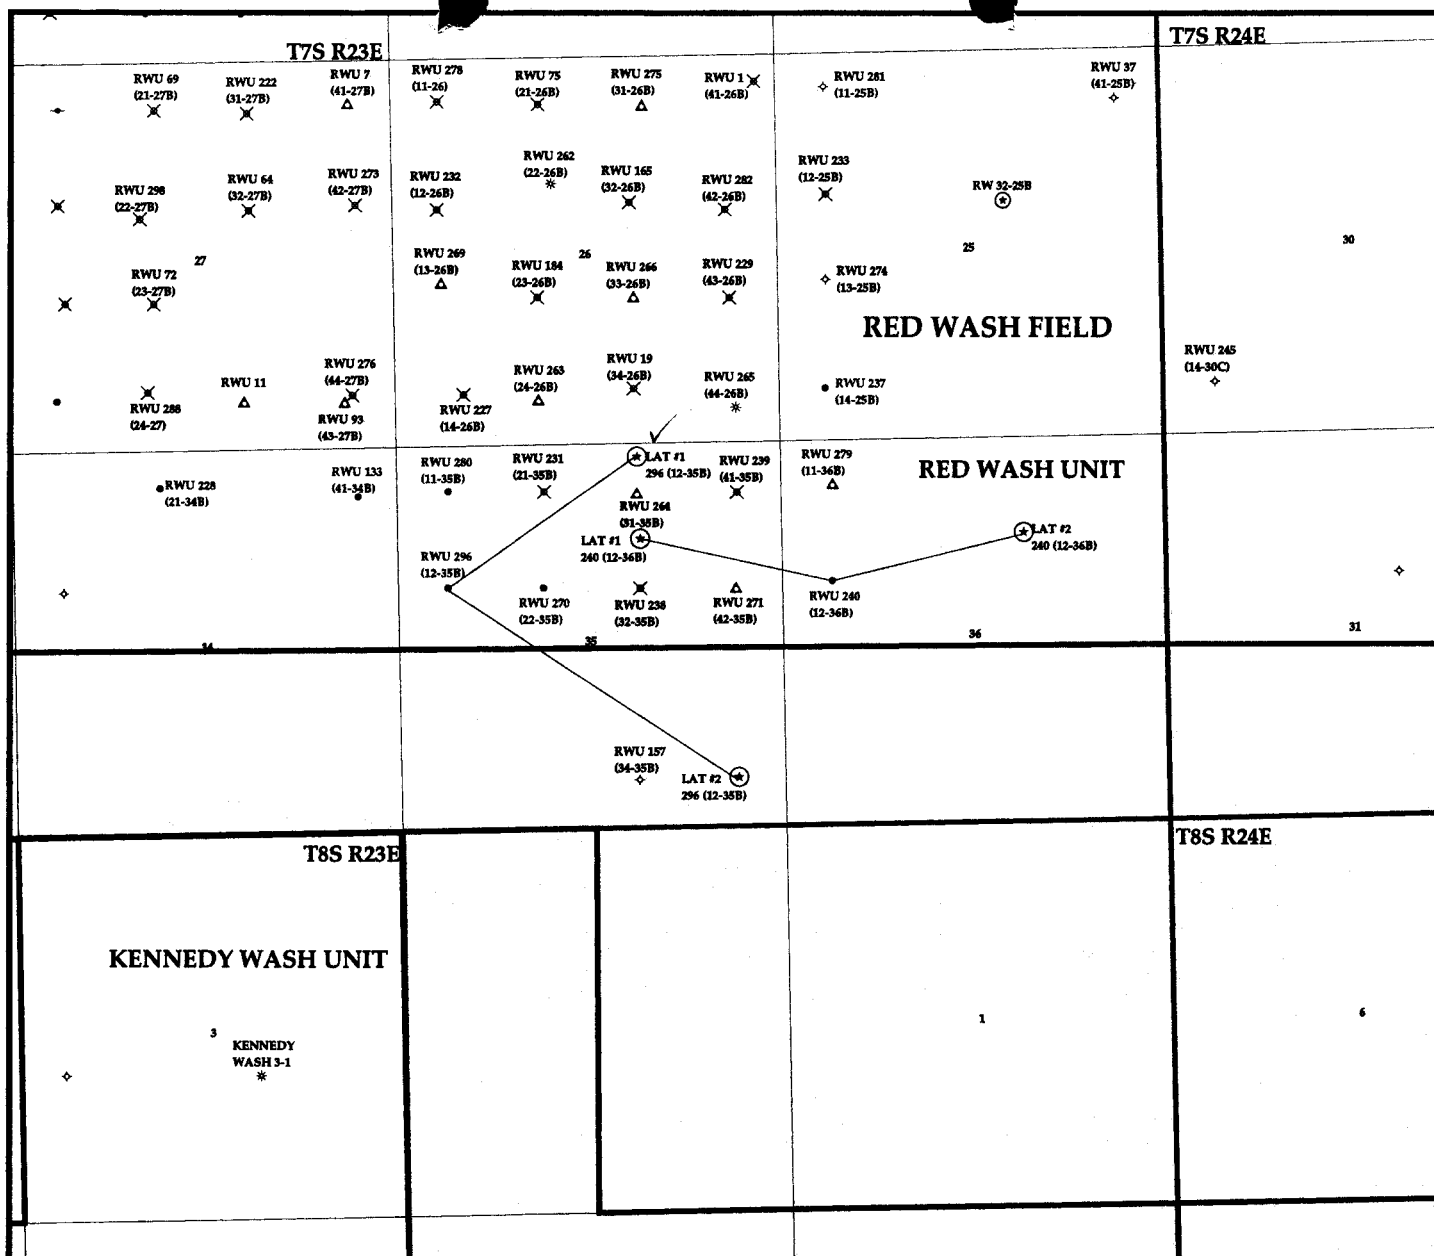 T7S R23E
T7S R24E
RWU 69
(21-27B)
RWU 222
(31-27B)
RWU 7
(41-27B)
RWU 278
(11-26)
RWU 75
(21-26B)
RWU 275
(31-26B)
RWU 1
(41-26B)
RWU 281
(11-25B)
RWU 37
(41-25B)
RWU 298
(22-27B)
RWU 64
(32-27B)
RWU 273
(42-27B)
RWU 232
(12-26B)
RWU 262
(22-26B)
RWU 165
(32-26B)
RWU 282
(42-26B)
RWU 233
(12-25B)
RW 32-25B
27
26
25
30
RWU 72
(23-27B)
RWU 269
(13-26B)
RWU 184
(23-26B)
RWU 266
(33-26B)
RWU 229
(43-26B)
RWU 274
(13-25B)
RED WASH FIELD
RWU 288
(24-27)
RWU 11
RWU 276
(44-27B)
RWU 93
(43-27B)
RWU 227
(14-26B)
RWU 263
(24-26B)
RWU 19
(34-26B)
RWU 265
(44-26B)
RWU 237
(14-25B)
RWU 245
(14-30C)
RWU 228
(21-34B)
RWU 133
(41-34B)
RWU 280
(11-35B)
RWU 231
(21-35B)
LAT #1
296 (12-35B)
RWU 239
(41-35B)
RWU 279
(11-36B)
RED WASH UNIT
RWU 264
(31-35B)
LAT #1
240 (12-36B)
LAT #2
240 (12-36B)
RWU 296
(12-35B)
RWU 270
(22-35B)
RWU 238
(32-35B)
RWU 271
(42-35B)
RWU 240
(12-36B)
34
35
36
31
RWU 157
(34-35B)
LAT #2
296 (12-35B)
T8S R23E
T8S R24E
KENNEDY WASH UNIT
3
KENNEDY
WASH 3-1
1
6